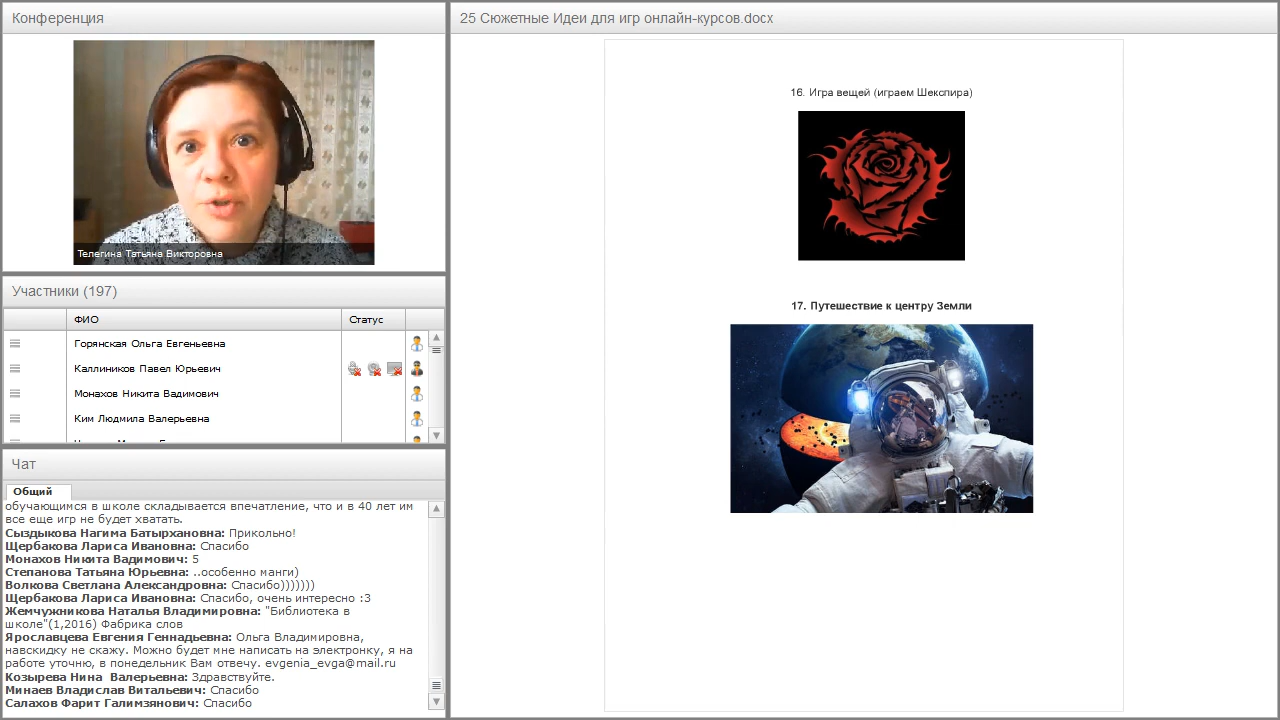 Конференция
Телегина Татьяна Викторовна
Участники (197)
ФИО
Статус
Горянская Ольга Евгеньевна
Каллиников Павел Юрьевич
Монахов Никита Вадимович
Ким Людмила Валерьевна
Чат
Общий
обучающимся в школе складывается впечатление, что и в 40 лет им
все еще игр не будет хватать.
Сыздыкова Нагима Батырхановна: Прикольно!
Щербакова Лариса Ивановна: Спасибо
Монахов Никита Вадимович: 5
Степанова Татьяна Юрьевна: ..особенно манги)
Волкова Светлана Александровна: Спасибо)))))))
Щербакова Лариса Ивановна: Спасибо, очень интересно :3
Жемчужникова Наталья Владимировна: "Библиотека в
школе"(1,2016) Фабрика слов
Ярославцева Евгения Геннадьевна: Ольга Владимировна,
навскидку не скажу. Можно будет мне написать на электронку, я на
работе уточню, в понедельник Вам отвечу. evgenia_evga@mail.ru
Козырева Нина  Валерьевна: Здравствуйте.
Минаев Владислав Витальевич: Спасибо
Салахов Фарит Галимзянович: Спасибо
25 Сюжетные Идеи для игр онлайн-курсов.docx
16. Игра вещей (играем Шекспира)
17. Путешествие к центру Земли